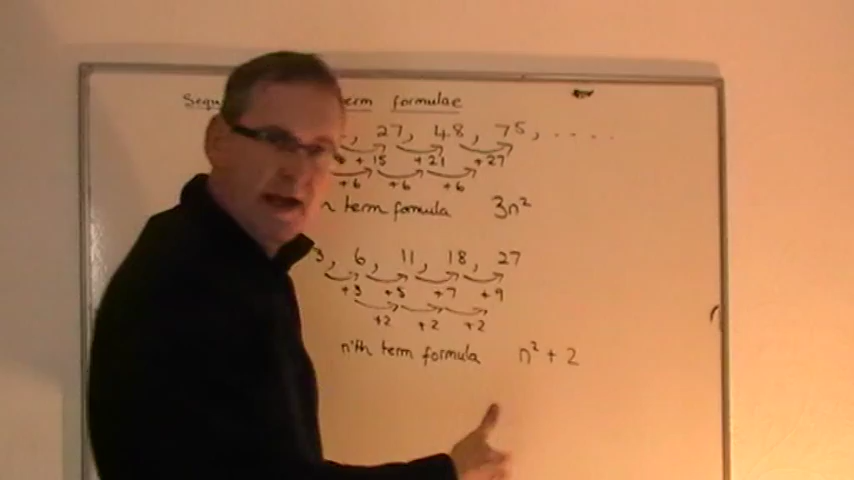 Sequ term formulae
, 27, 48, 75, ....
+15 +21 +27
+6 +6 +6
n term formula 3n²
3, 6, 11, 18, 27
+3 +5 +7 +9
+2 +2 +2
n'th term formula n² + 2